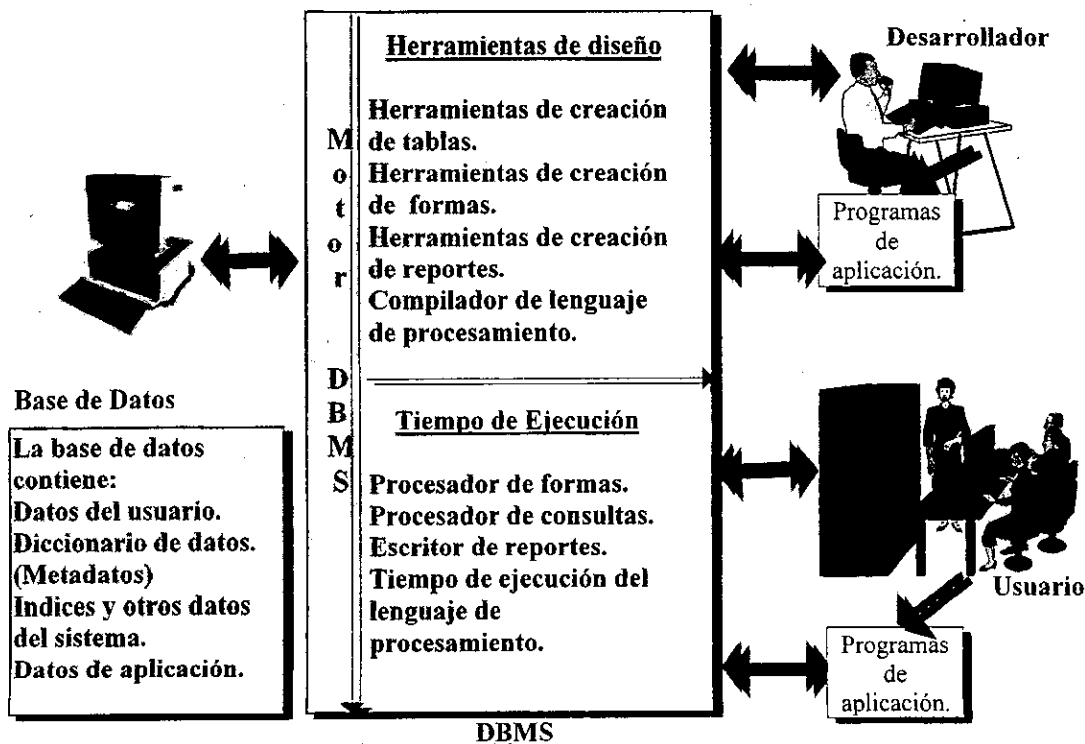 Base de Datos
La base de datos
contiene:
Datos del usuario.
Diccionario de datos.
(Metadatos)
Indices y otros datos
del sistema.
Datos de aplicación.
Motor
DBMS
Herramientas de diseño
Herramientas de creación
de tablas.
Herramientas de creación
de formas.
Herramientas de creación
de reportes.
Compilador de lenguaje
de procesamiento.
Tiempo de Ejecución
Procesador de formas.
Procesador de consultas.
Escritor de reportes.
Tiempo de ejecución del
lenguaje de
procesamiento.
DBMS
Desarrollador
Programas
de
aplicación.
Usuario
Programas
de
aplicación.